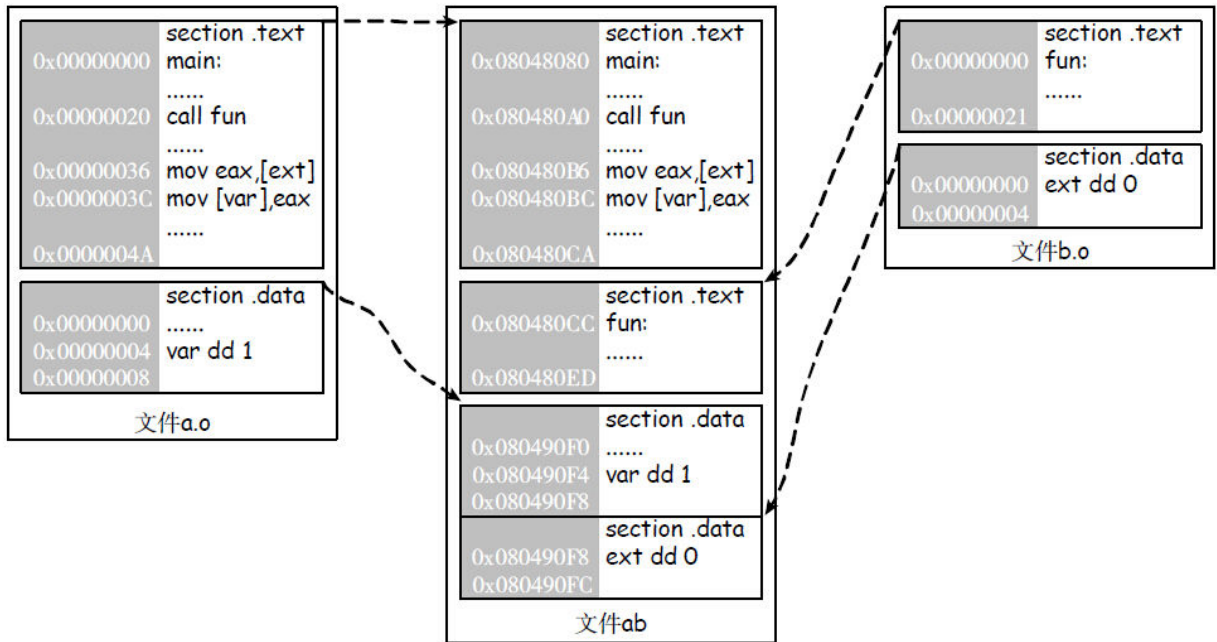 section .text
0x00000000 main:
......
0x00000020 call fun
......
0x00000036 mov eax,[ext]
0x0000003C mov [var],eax
......
0x0000004A
section .data
0x00000000 ......
0x00000004 var dd 1
0x00000008
文件a.o
section .text
0x08048080 main:
......
0x080480A0 call fun
......
0x080480B6 mov eax,[ext]
0x080480BC mov [var],eax
......
0x080480CA
section .text
0x080480CC fun:
......
0x080480ED
section .data
0x080490F0 ......
0x080490F4 var dd 1
0x080490F8
section .data
0x080490F8 ext dd 0
0x080490FC
文件ab
section .text
0x00000000 fun:
......
0x00000021
section .data
0x00000000 ext dd 0
0x00000004
文件b.o